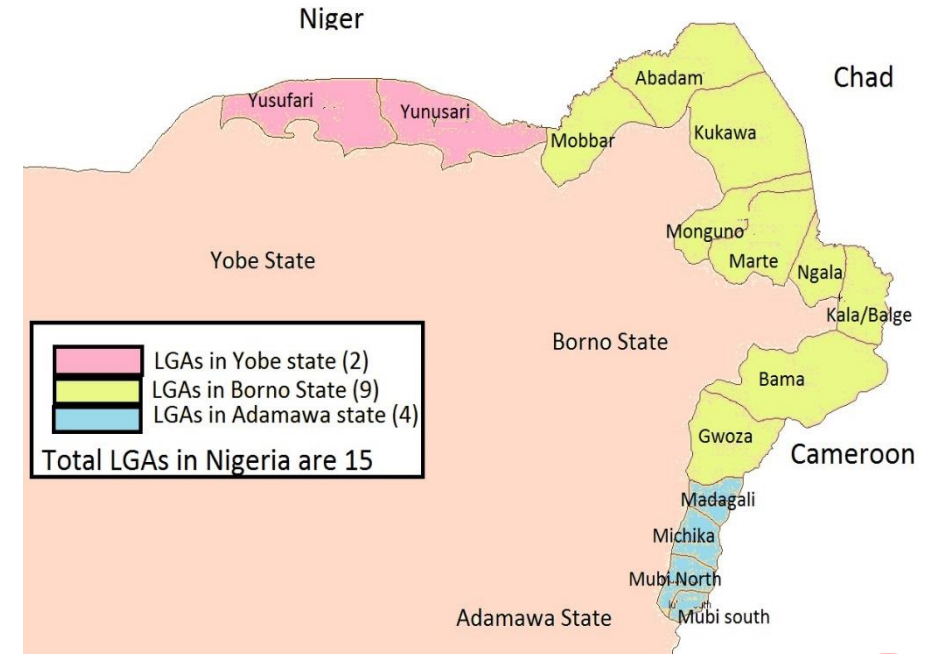 Niger
Chad
Abadam
Yusufari
Yunusari
Mobbar
Kukawa
Monguno
Marte
Ngala
Yobe State
Kala/Balge
Borno State
Bama
LGAs in Yobe state (2)
LGAs in Borno State (9)
LGAs in Adamawa state (4)
Total LGAs in Nigeria are 15
Gwoza
Cameroon
Madagali
Michika
Mubi North
Mubi south
Adamawa State